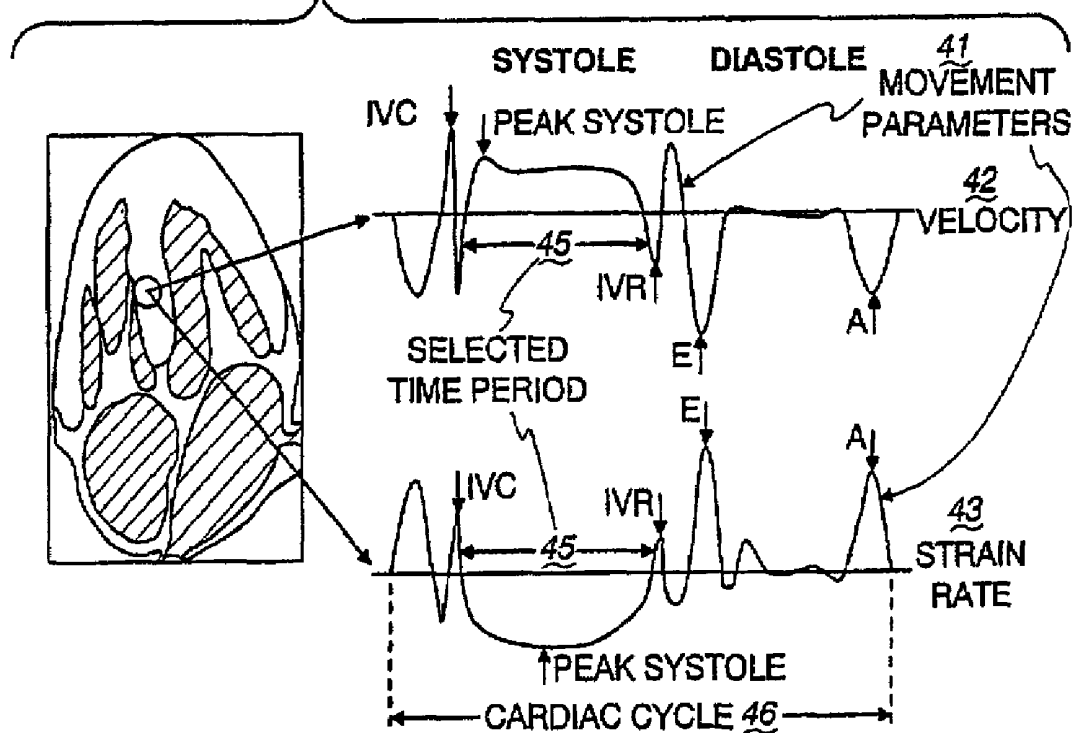 SYSTOLE DIASTOLE
41
MOVEMENT
PARAMETERS
IVC
PEAK SYSTOLE
42
VELOCITY
45
IVR
A
SELECTED
TIME PERIOD
E
E
A
IVC
IVR
43
STRAIN
RATE
45
PEAK SYSTOLE
CARDIAC CYCLE 46